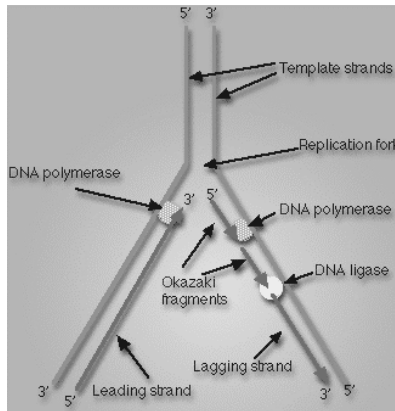 5’ 3’
Template strands
Replication fork
DNA polymerase
3’ 5’
DNA polymerase
Okazaki
fragments
DNA ligase
Lagging strand
Leading strand
3’ 5’ 3’ 5’